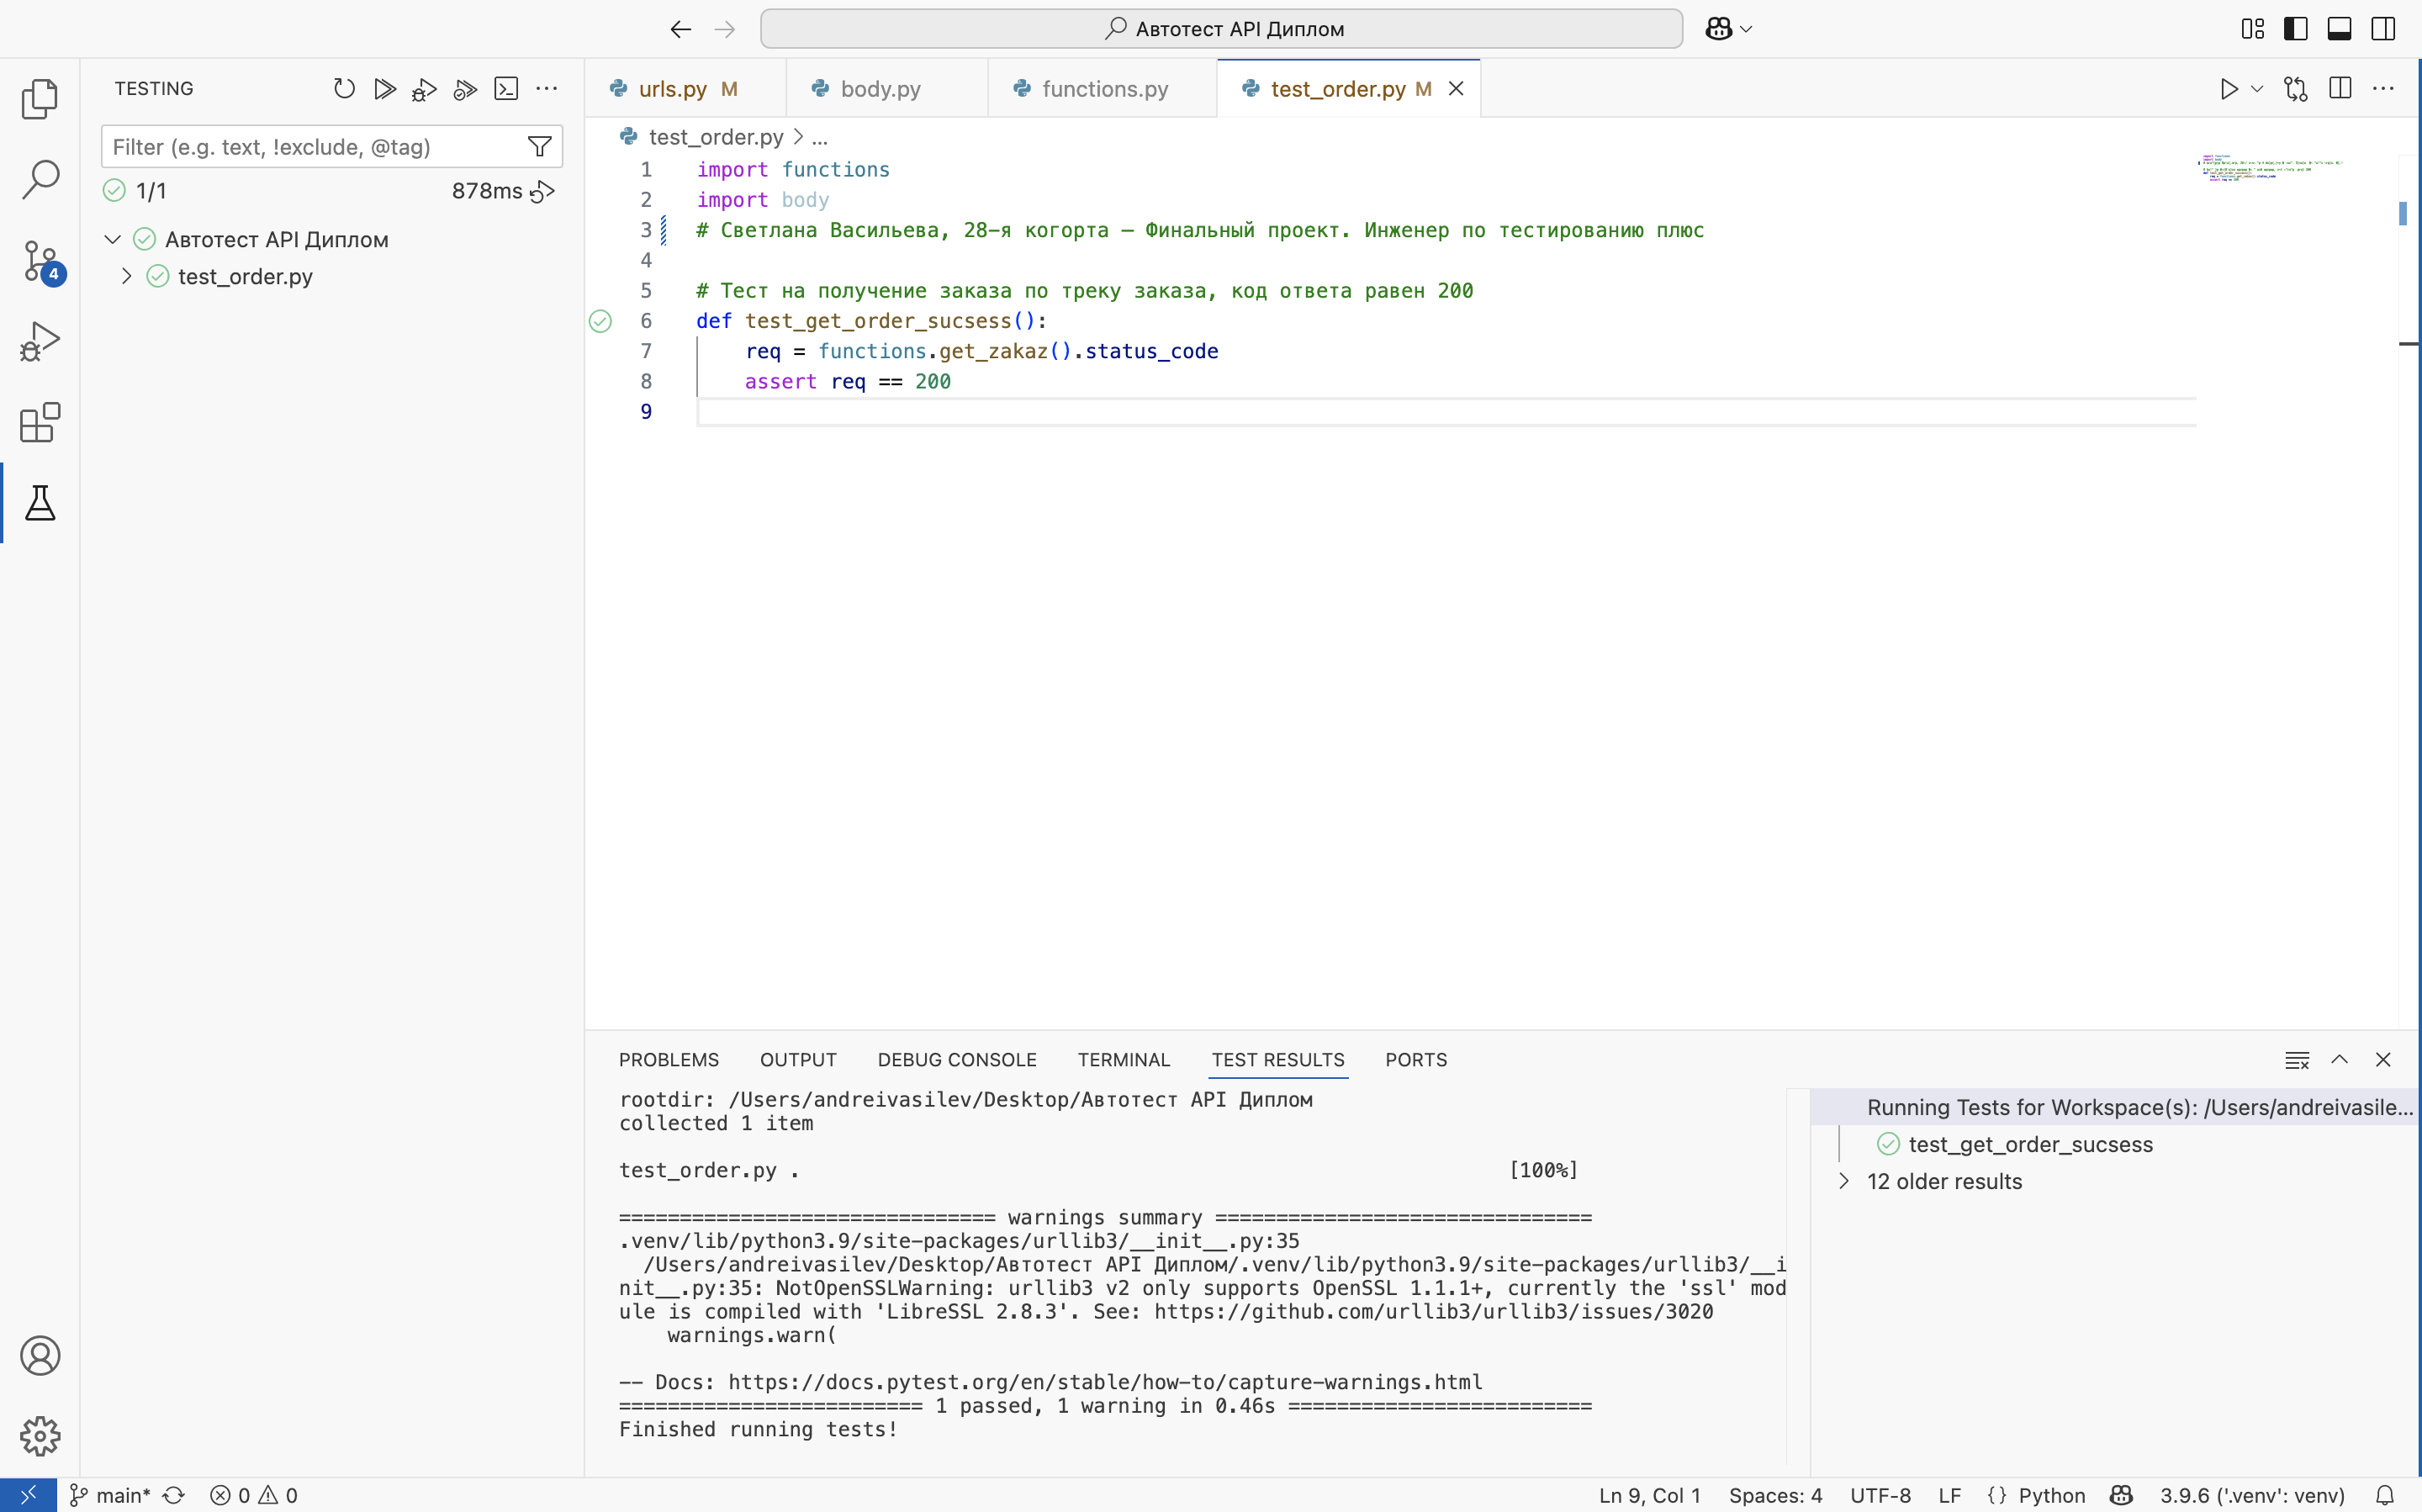 Автотест API Диплом
TESTING
Filter (e.g. text, !exclude, @tag)
1/1 878ms
Автотест API Диплом
test_order.py
4
urls.py M
body.py
functions.py
test_order.py M
test_order.py > ...
1 import functions
2 import body
3 # Светлана Васильева, 28-я когорта — Финальный проект. Инженер по тестированию плюс
4
5 # Тест на получение заказа по треку заказа, код ответа равен 200
6 def test_get_order_sucsess():
7 req = functions.get_zakaz().status_code
8 assert req == 200
9
PROBLEMS OUTPUT DEBUG CONSOLE TERMINAL TEST RESULTS PORTS
rootdir: /Users/andreivasilev/Desktop/Автотест API Диплом
collected 1 item
test_order.py . [100%]
=============================== warnings summary ===============================
.venv/lib/python3.9/site-packages/urllib3/__init__.py:35
/Users/andreivasilev/Desktop/Автотест API Диплом/.venv/lib/python3.9/site-packages/urllib3/__i
nit__.py:35: NotOpenSSLWarning: urllib3 v2 only supports OpenSSL 1.1.1+, currently the 'ssl' mod
ule is compiled with 'LibreSSL 2.8.3'. See: https://github.com/urllib3/urllib3/issues/3020
warnings.warn(
-- Docs: https://docs.pytest.org/en/stable/how-to/capture-warnings.html
========================= 1 passed, 1 warning in 0.46s =========================
Finished running tests!
Running Tests for Workspace(s): /Users/andreivasile...
test_get_order_sucsess
12 older results
main* 0 0
Ln 9, Col 1 Spaces: 4 UTF-8 LF {} Python 3.9.6 ('.venv': venv)